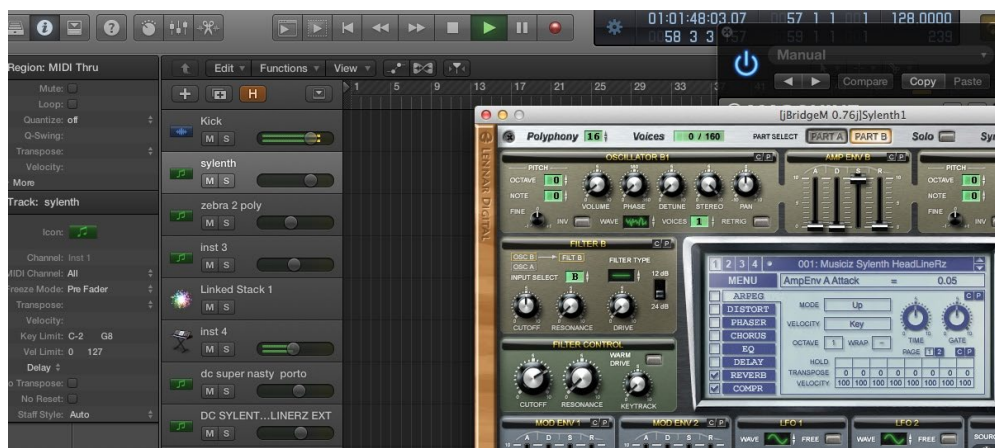 01:01:48:03.07 57 1 1 001 128.0000
58 3 3 157 239
Manual
Compare Copy Paste
Region: MIDI Thru
Mute:
Loop:
Quantize: off
Q-Swing:
Transpose:
Velocity:
More
Track: sylenth
Icon:
Channel: Inst 1
MIDI Channel: All
Freeze Mode: Pre Fader
Transpose:
Velocity:
Key Limit: C-2 G8
Vel Limit: 0 127
Delay
o Transpose:
No Reset:
Staff Style: Auto
Edit Functions View
H
1 5 9 13 17 21 25 29 33
Kick
M S
sylenth
M S
zebra 2 poly
M S
inst 3
M S
Linked Stack 1
M S
inst 4
M S
dc super nasty porto
M S
DC SYLENT...LINERZ EXT
M S
[jBridgeM 0.76j]Sylenth1
LENNAR DIGITAL
Polyphony 16 Voices 0 / 160 PART SELECT PART A PART B Solo
OSCILLATOR B1 C P
PITCH
OCTAVE 0
NOTE 0
FINE
VOLUME PHASE DETUNE STEREO PAN
INV WAVE VOICES 1 RETRIG
AMP ENV B C P
A D S R
PITCH
OCTAVE 0
NOTE 0
FINE
INV
FILTER B C P
OSC B FILT B
OSC A
INPUT SELECT B
FILTER TYPE
12 dB
24 dB
CUTOFF RESONANCE DRIVE
FILTER CONTROL
WARM DRIVE
CUTOFF RESONANCE KEYTRACK
1 2 3 4 001: Musiciz Sylenth HeadLineRz
MENU AmpEnv A Attack = 0.05
ARPEG
DISTORT
PHASER
CHORUS
EQ
DELAY
REVERB
COMPR
C P
MODE Up
VELOCITY Key
OCTAVE 1 WRAP -
TIME GATE
PAGE 1 2 C P
HOLD
TRANSPOSE 0 0 0 0 0 0 0 0
VELOCITY 100 100 100 100 100 100 100 100
MOD ENV 1 C P
A D S R
MOD ENV 2 C P
A D S R
LFO 1
WAVE FREE
LFO 2
WAVE FREE